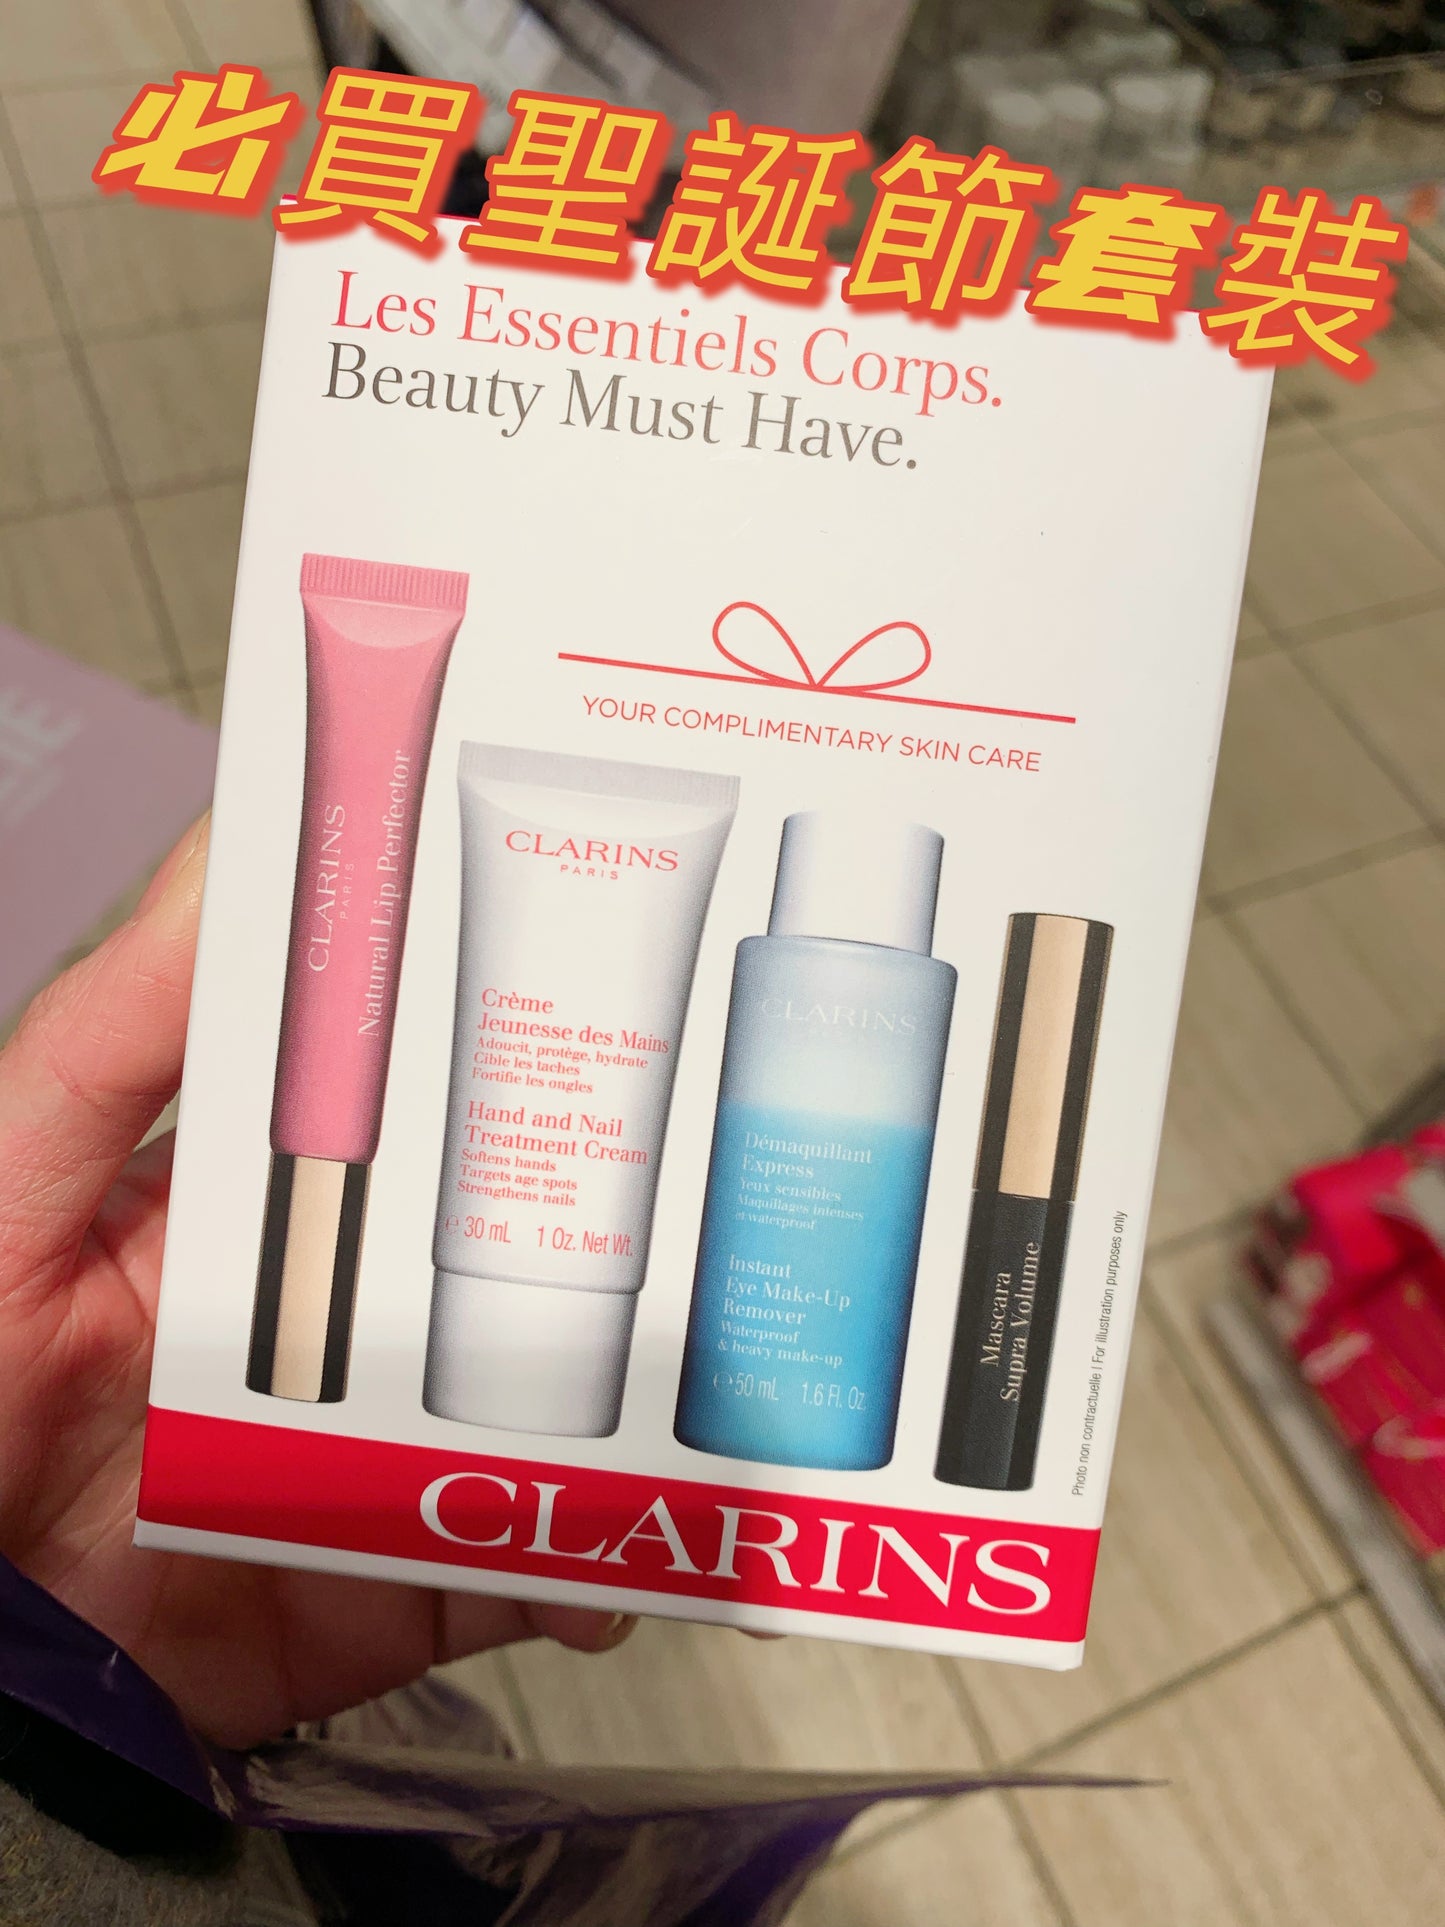 必買聖誕節套裝
Les Essentiels Corps.
Beauty Must Have.
YOUR COMPLIMENTARY SKIN CARE
CLARINS
PARIS
Natural Lip Perfector
CLARINS
PARIS
Crème
Jeunesse des Mains
Adoucit, protège, hydrate
Cible les taches
Fortifie les ongles
Hand and Nail
Treatment Cream
Softens hands
Targets age spots
Strengthens nails
℮ 30 mL 1 Oz. Net Wt.
CLARINS
Démaquillant
Express
Yeux sensibles
Maquillages intenses
et waterproof
Instant
Eye Make-Up
Remover
Waterproof
& heavy make-up
℮ 50 mL 1.6 Fl. Oz.
Mascara
Supra Volume
Photo non contractuelle | For illustration purposes only
CLARINS